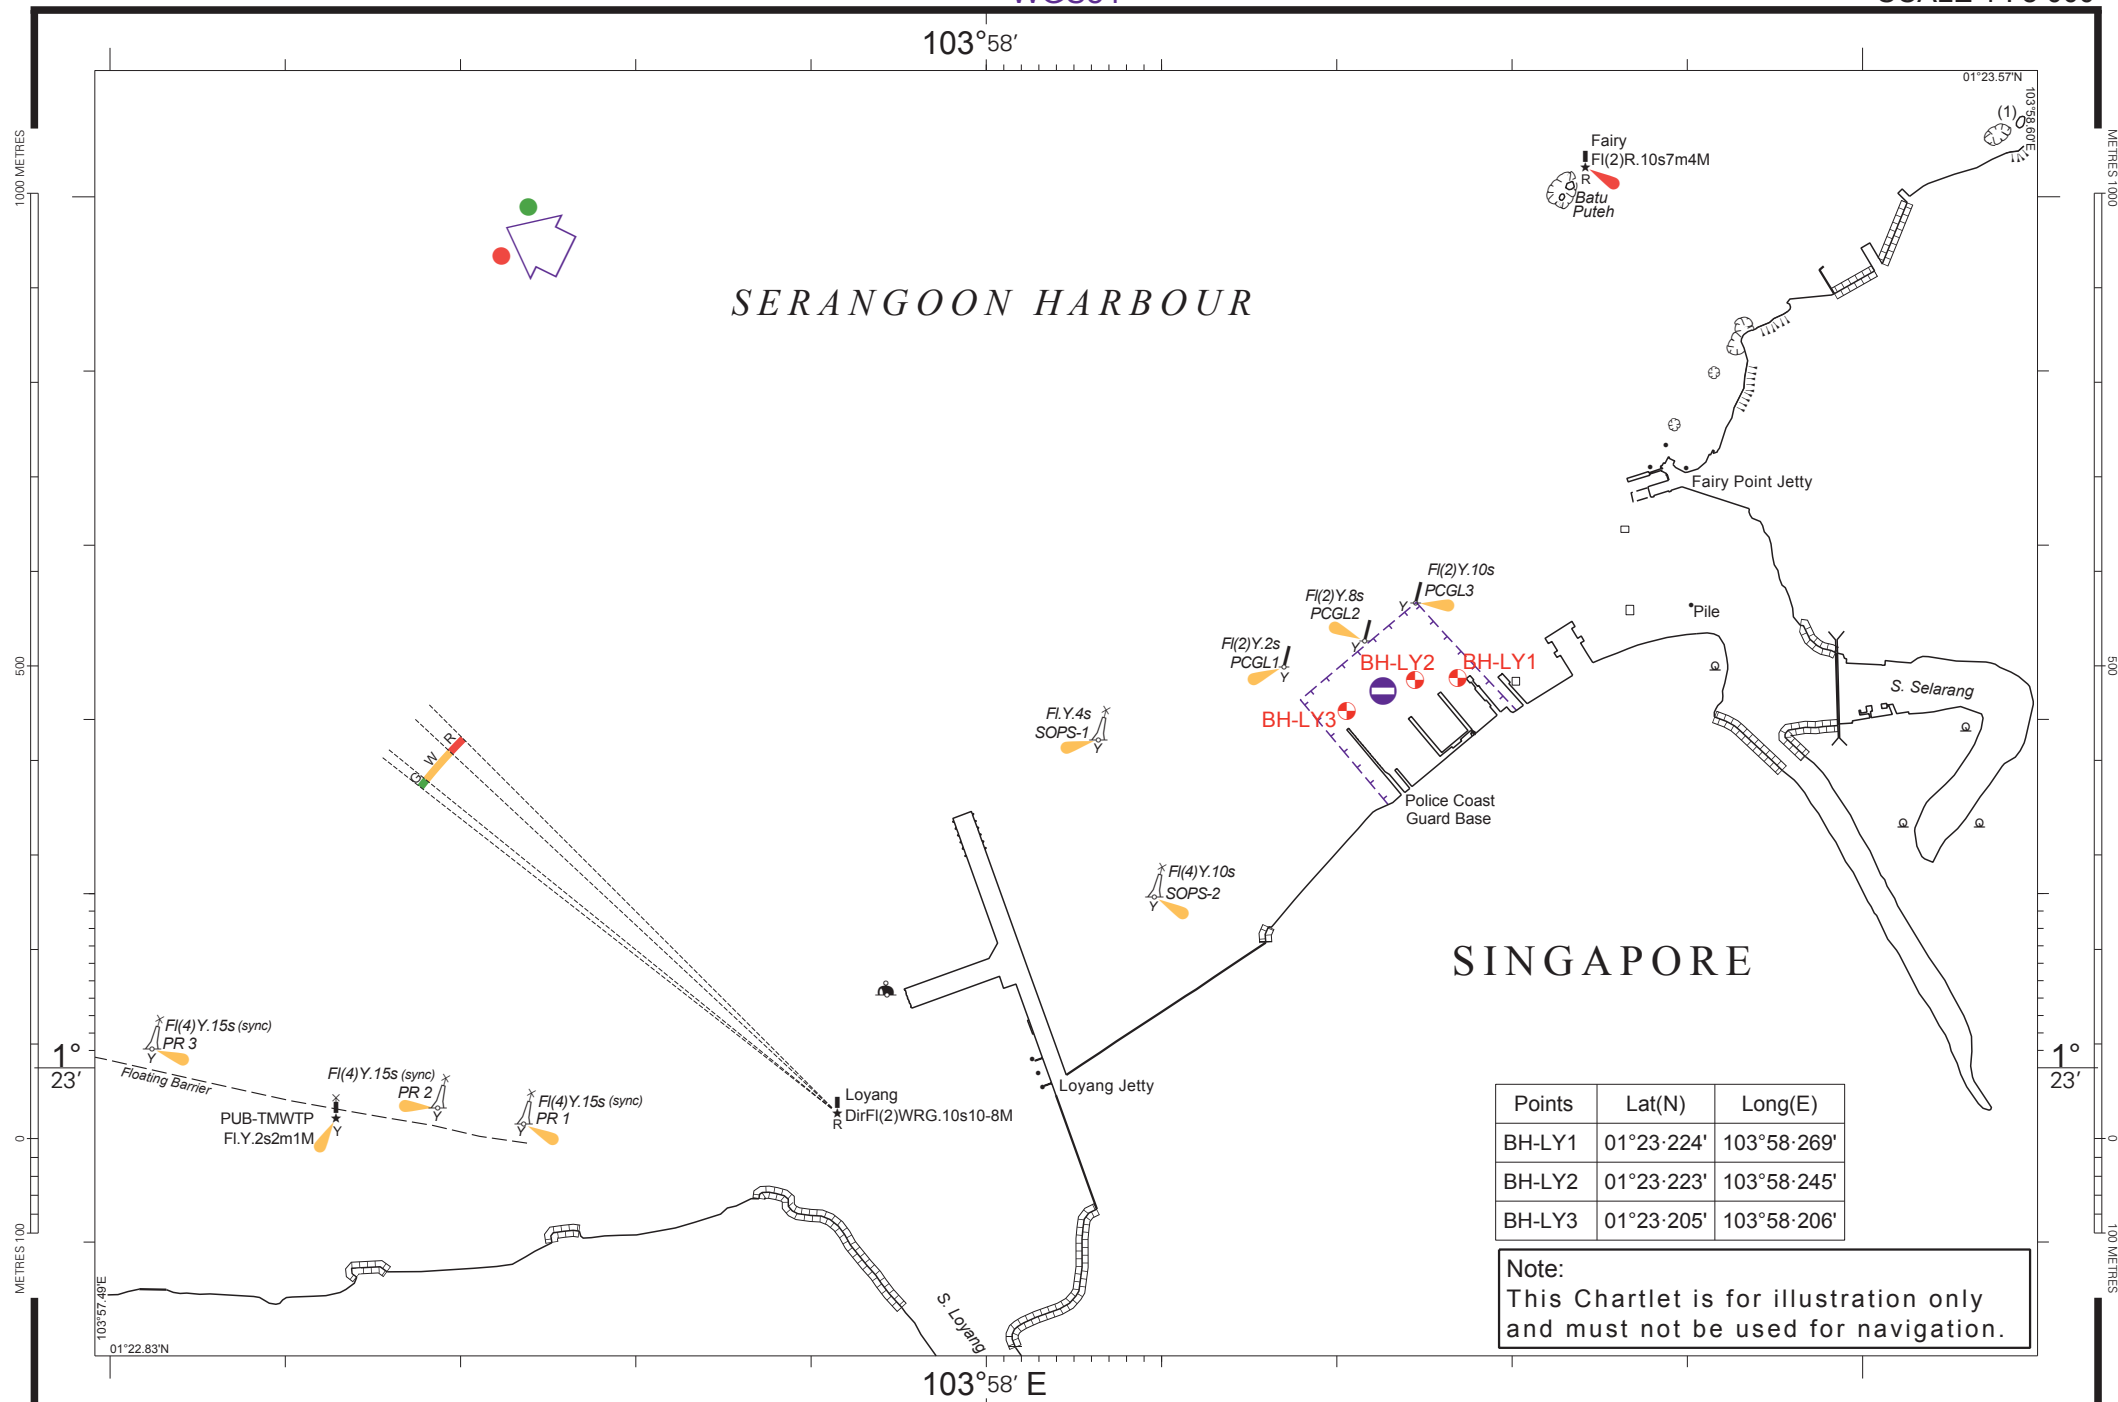 103°58′
01°23.57'N
103°58.60'E
1000 METRES
METRES 1000
(1)
Fairy
Fl(2)R.10s7m4M
R
Batu
Puteh
SERANGOON HARBOUR
Fairy Point Jetty
Fl(2)Y.10s
PCGL3
Y
Fl(2)Y.8s
PCGL2
Y
Pile
Fl(2)Y.2s
PCGL1
Y
BH-LY2
BH-LY1
500
500
S. Selarang
BH-LY3
Fl.Y.4s
SOPS-1
Y
R
W
G
Police Coast
Guard Base
Fl(4)Y.10s
SOPS-2
Y
SINGAPORE
Fl(4)Y.15s (sync)
PR 3
Y
1°
23′
1°
23′
Floating Barrier
Fl(4)Y.15s (sync)
PR 2
Y
Fl(4)Y.15s (sync)
PR 1
Y
PUB-TMWTP
Fl.Y.2s2m1M
Y
Loyang
DirFl(2)WRG.10s10-8M
R
Loyang Jetty
0
0
Points Lat(N) Long(E)
BH-LY1 01°23·224' 103°58·269'
BH-LY2 01°23·223' 103°58·245'
BH-LY3 01°23·205' 103°58·206'
METRES 100
100 METRES
Note:
This Chartlet is for illustration only
and must not be used for navigation.
S. Loyang
103°57.49'E
01°22.83'N
103°58′ E